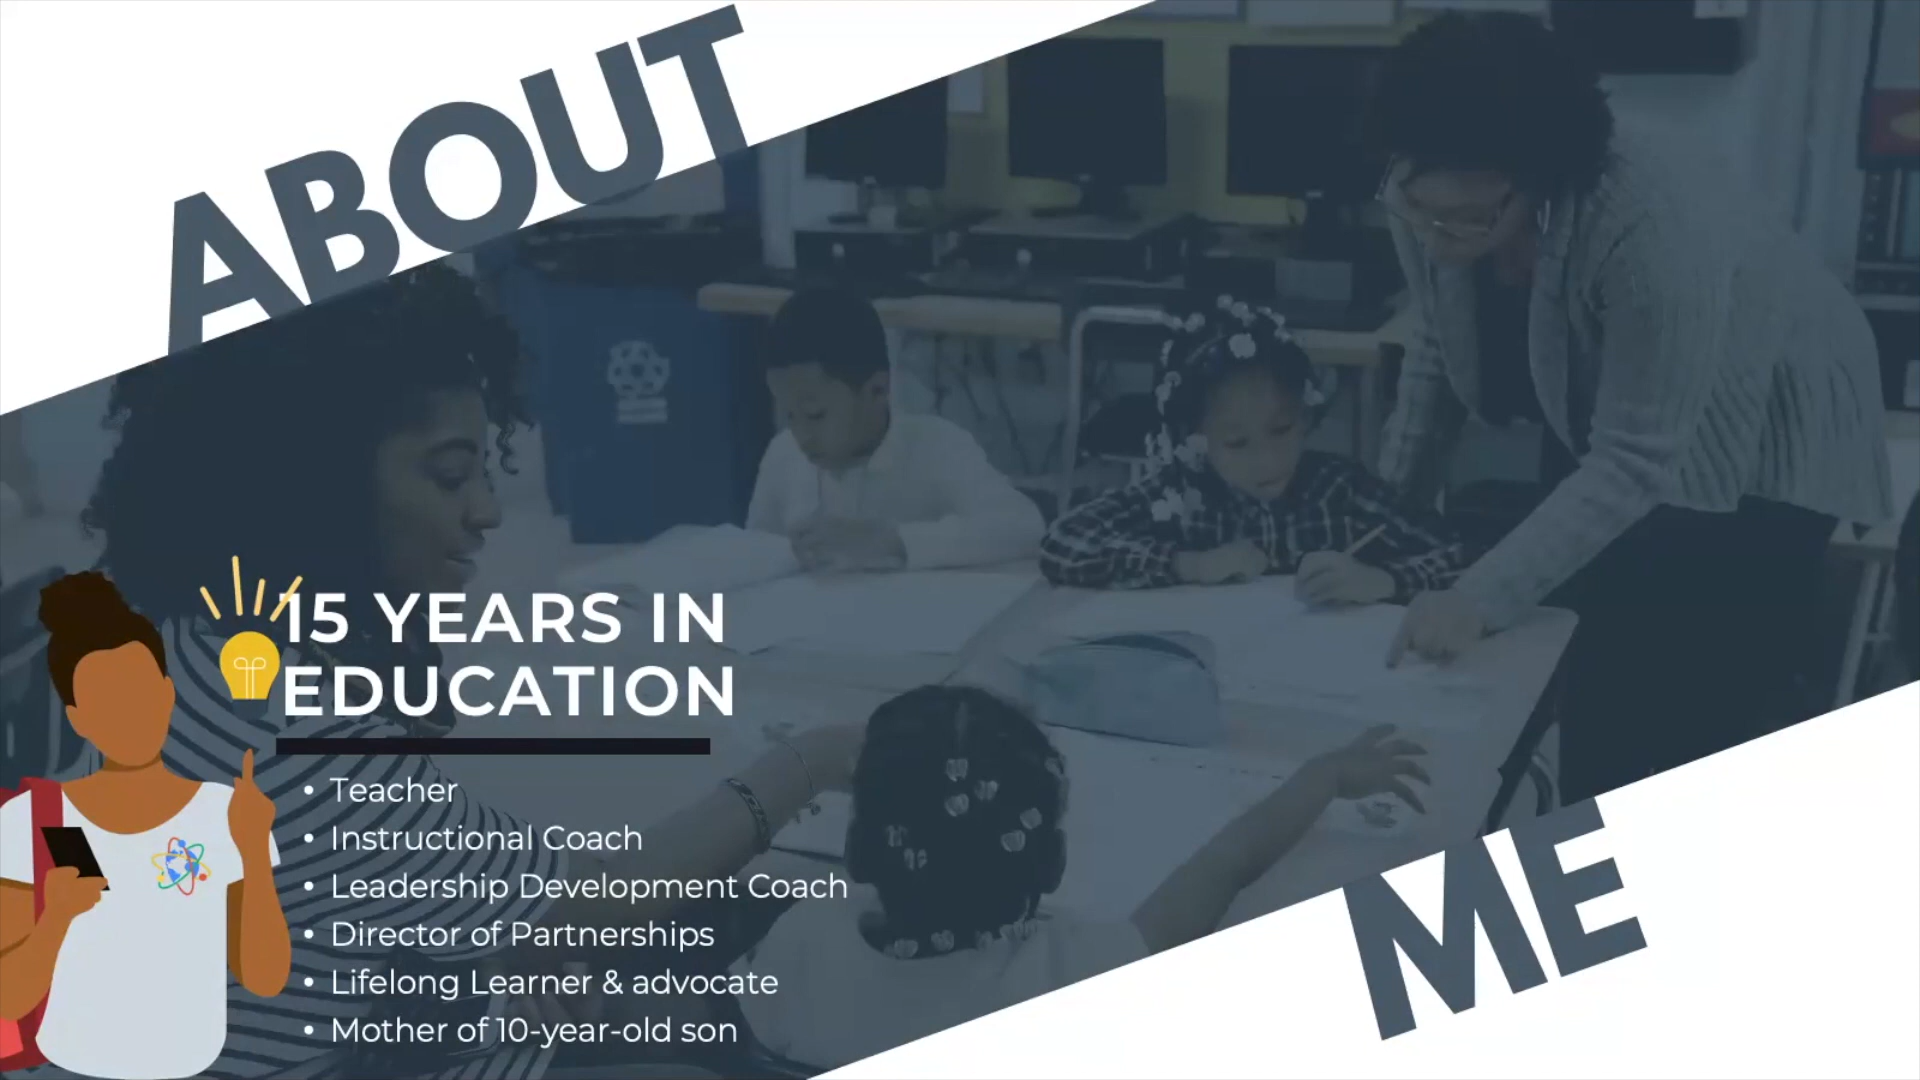 ABOUT
15 YEARS IN
EDUCATION
• Teacher
• Instructional Coach
• Leadership Development Coach
• Director of Partnerships
• Lifelong Learner & advocate
• Mother of 10-year-old son
ME